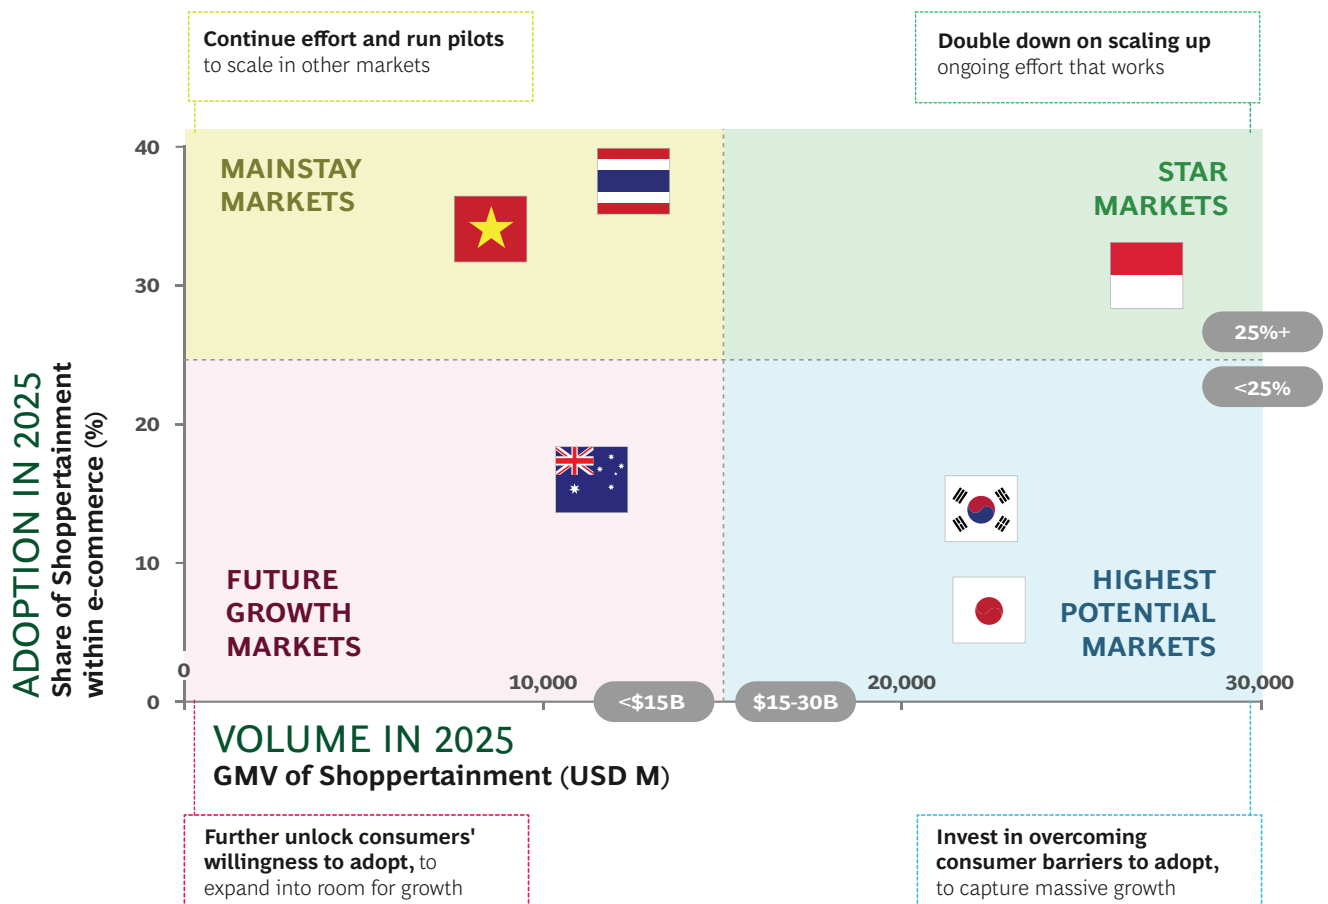 Continue effort and run pilots
to scale in other markets
Double down on scaling up
ongoing effort that works
40
MAINSTAY
MARKETS
STAR
MARKETS
30
25%+
<25%
20
10
FUTURE
GROWTH
MARKETS
HIGHEST
POTENTIAL
MARKETS
ADOPTION IN 2025
Share of Shoppertainment
within e-commerce (%)
0
10,000
20,000
30,000
0
<$15B
$15-30B
VOLUME IN 2025
GMV of Shoppertainment (USD M)
Further unlock consumers'
willingness to adopt, to
expand into room for growth
Invest in overcoming
consumer barriers to adopt,
to capture massive growth